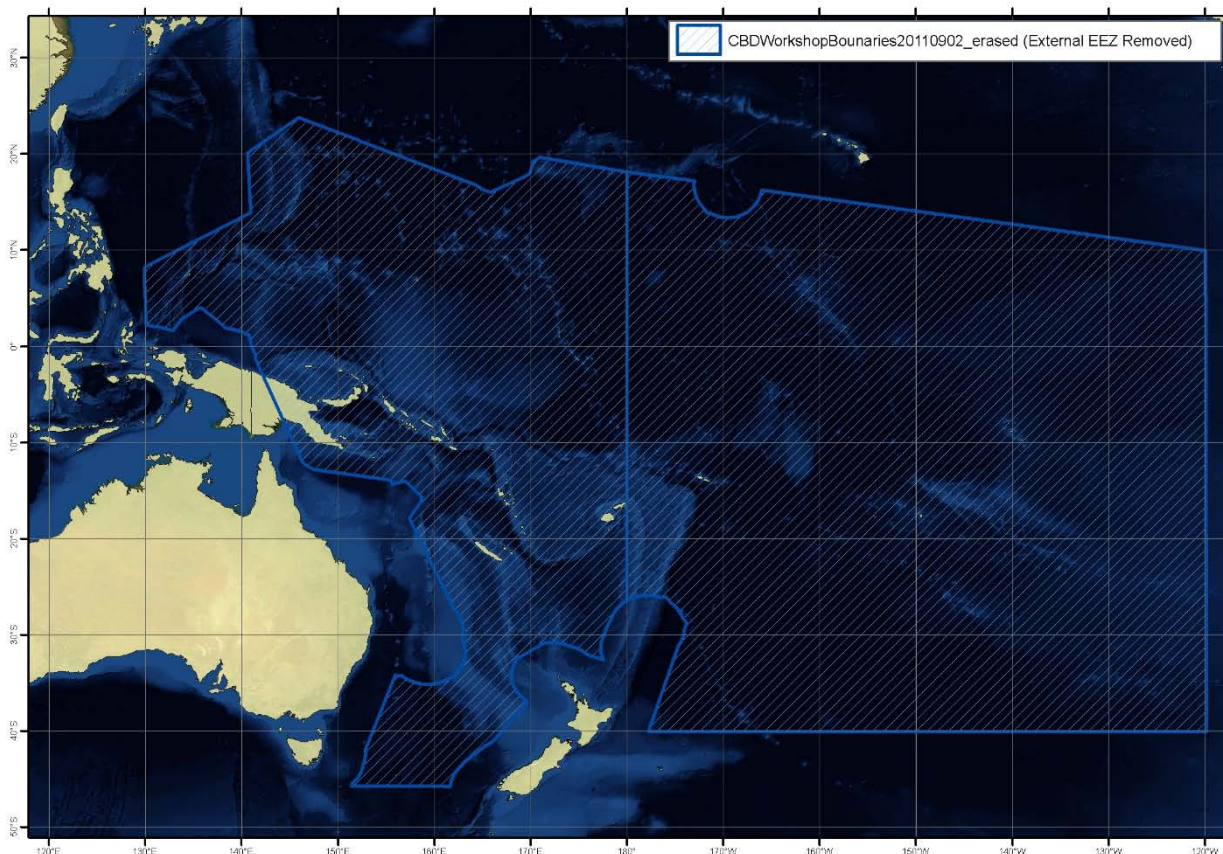 CBDWorkshopBounaries20110902_erased (External EEZ Removed)
30°N
20°N
10°N
0°
10°S
20°S
30°S
40°S
50°S
120°E
130°E
140°E
150°E
160°E
170°E
180°
170°W
160°W
150°W
140°W
130°W
120°W